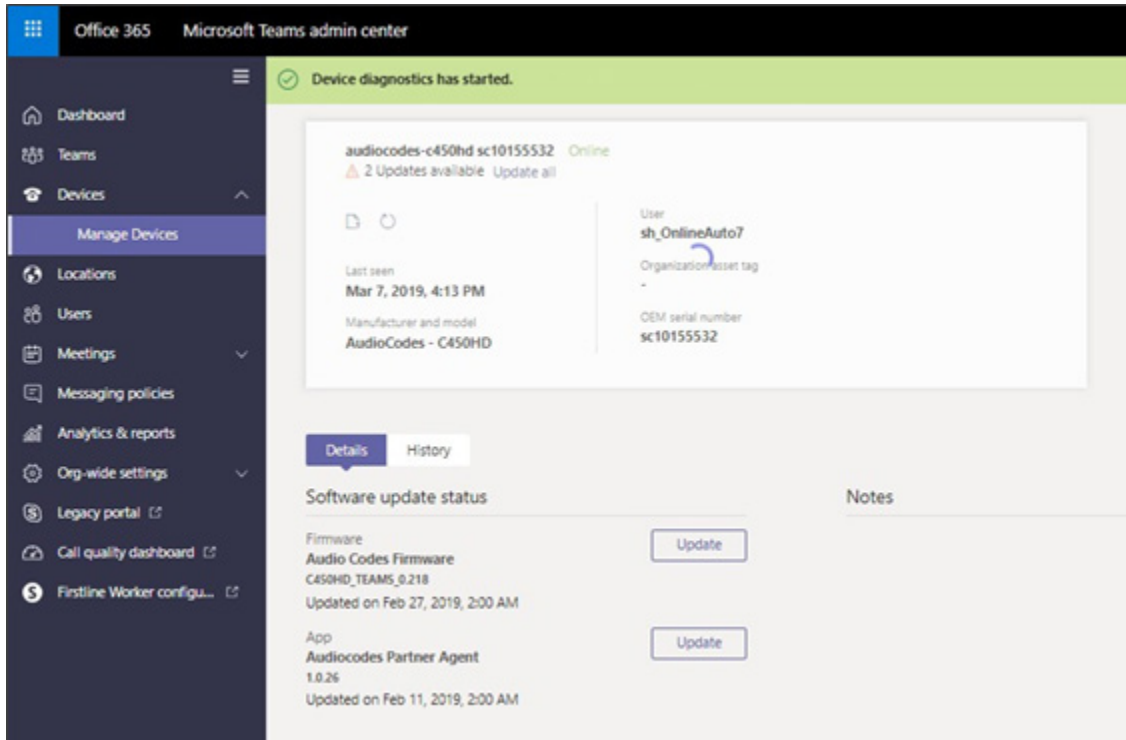 Office 365 Microsoft Teams admin center
Device diagnostics has started.
Dashboard
Teams
Devices
Manage Devices
Locations
Users
Meetings
Messaging policies
Analytics & reports
Org-wide settings
Legacy portal
Call quality dashboard
Firstline Worker configu...
audiocodes-c450hd sc10155532 Online
2 Updates available Update all
Last seen
Mar 7, 2019, 4:13 PM
Manufacturer and model
AudioCodes - C450HD
User
sh_OnlineAuto7
Organization asset tag
-
OEM serial number
sc10155532
Details History
Software update status
Firmware
Audio Codes Firmware
C450HD_TEAMS_0.218
Updated on Feb 27, 2019, 2:00 AM
Update
App
Audiocodes Partner Agent
1.0.26
Updated on Feb 11, 2019, 2:00 AM
Update
Notes